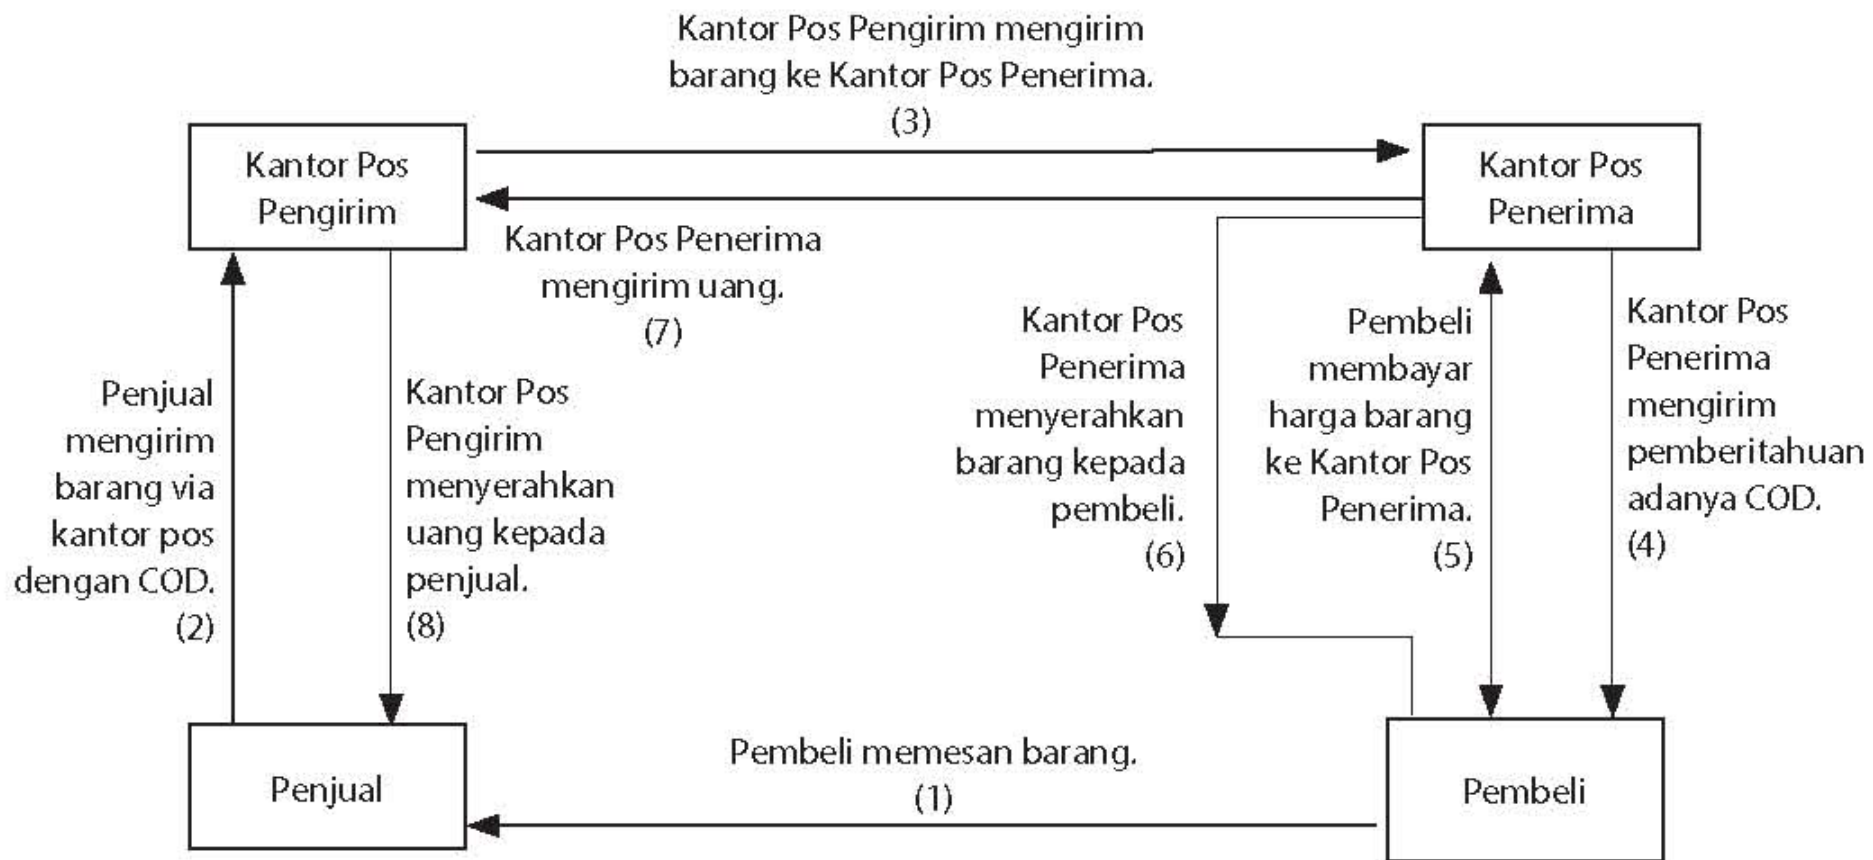 Kantor Pos Pengirim mengirim
barang ke Kantor Pos Penerima.
(3)
Kantor Pos
Pengirim
Kantor Pos
Penerima
Kantor Pos Penerima
mengirim uang.
(7)
Penjual
mengirim
barang via
kantor pos
dengan COD.
(2)
Kantor Pos
Pengirim
menyerahkan
uang kepada
penjual.
(8)
Kantor Pos
Penerima
menyerahkan
barang kepada
pembeli.
(6)
Pembeli
membayar
harga barang
ke Kantor Pos
Penerima.
(5)
Kantor Pos
Penerima
mengirim
pemberitahuan
adanya COD.
(4)
Penjual
Pembeli memesan barang.
(1)
Pembeli